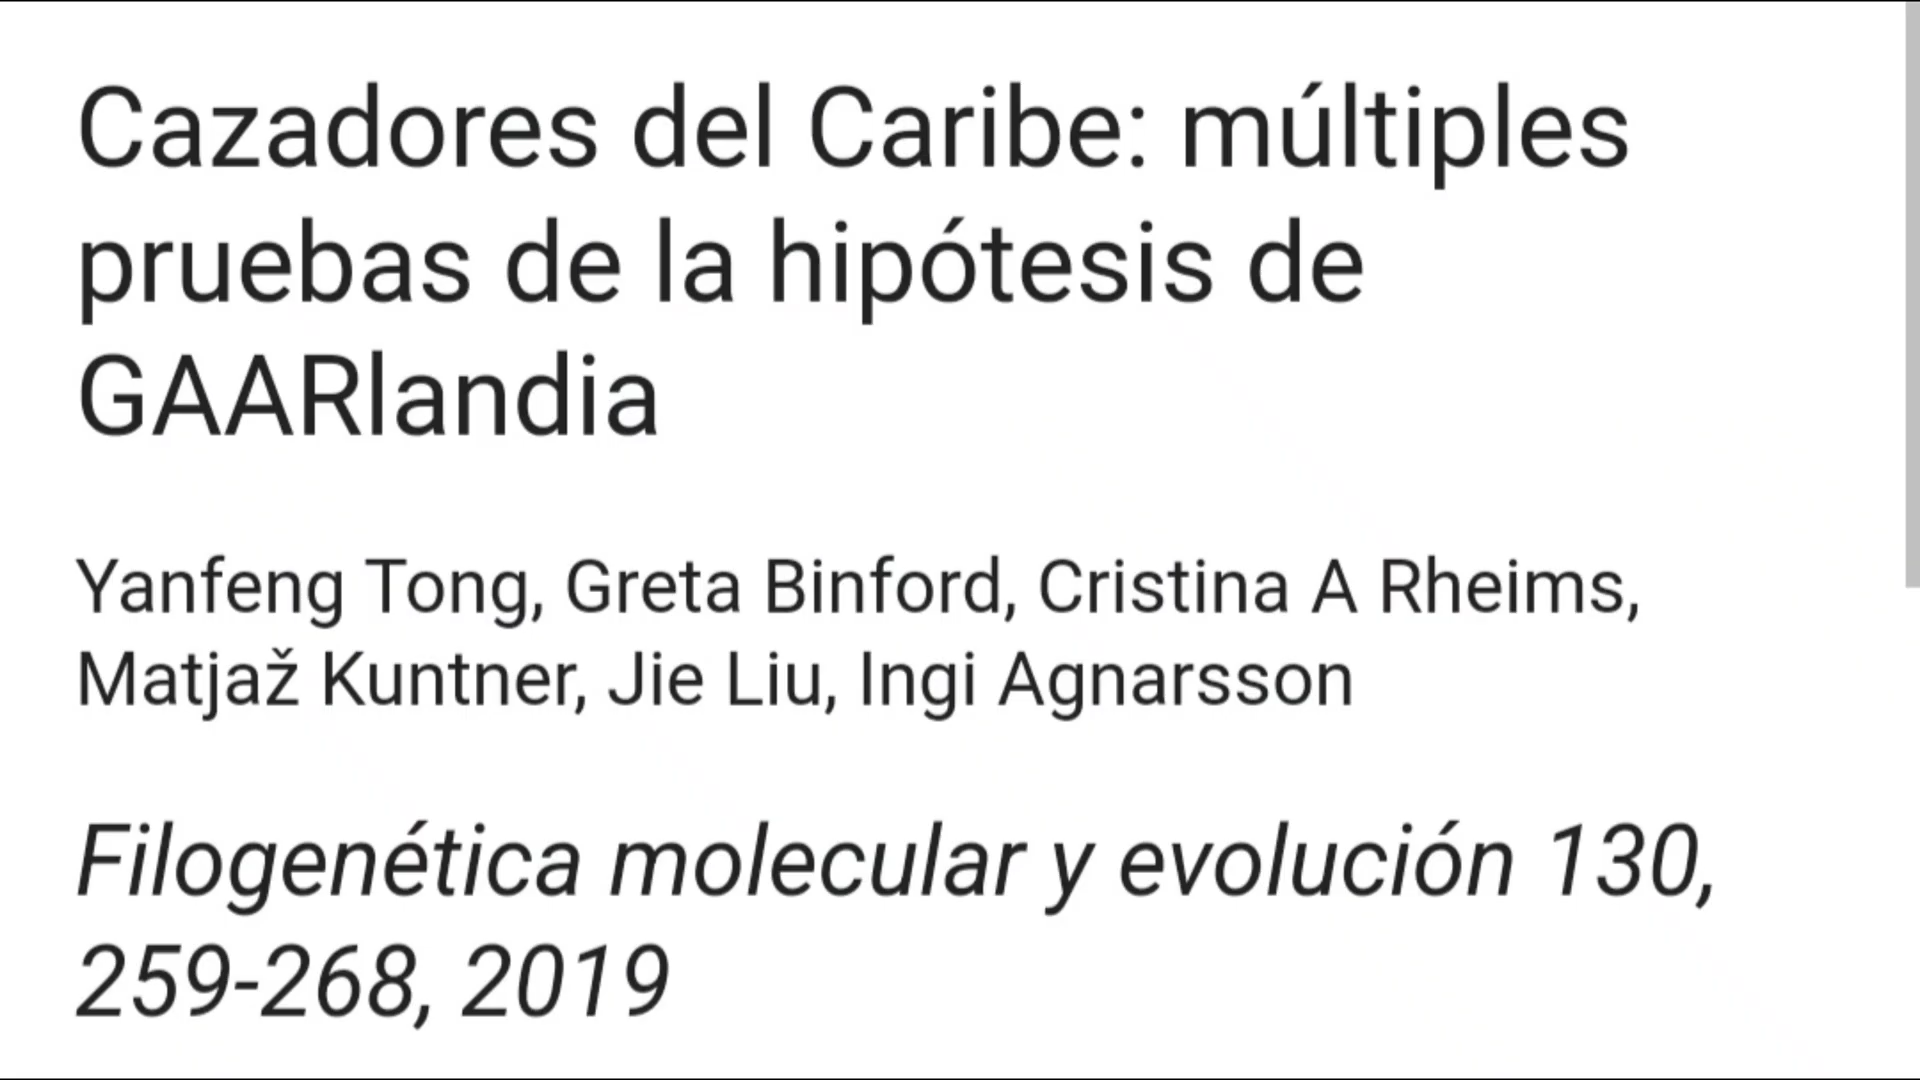 Cazadores del Caribe: múltiples
pruebas de la hipótesis de
GAARlandia
Yanfeng Tong, Greta Binford, Cristina A Rheims,
Matjaž Kuntner, Jie Liu, Ingi Agnarsson
Filogenética molecular y evolución 130,
259-268, 2019